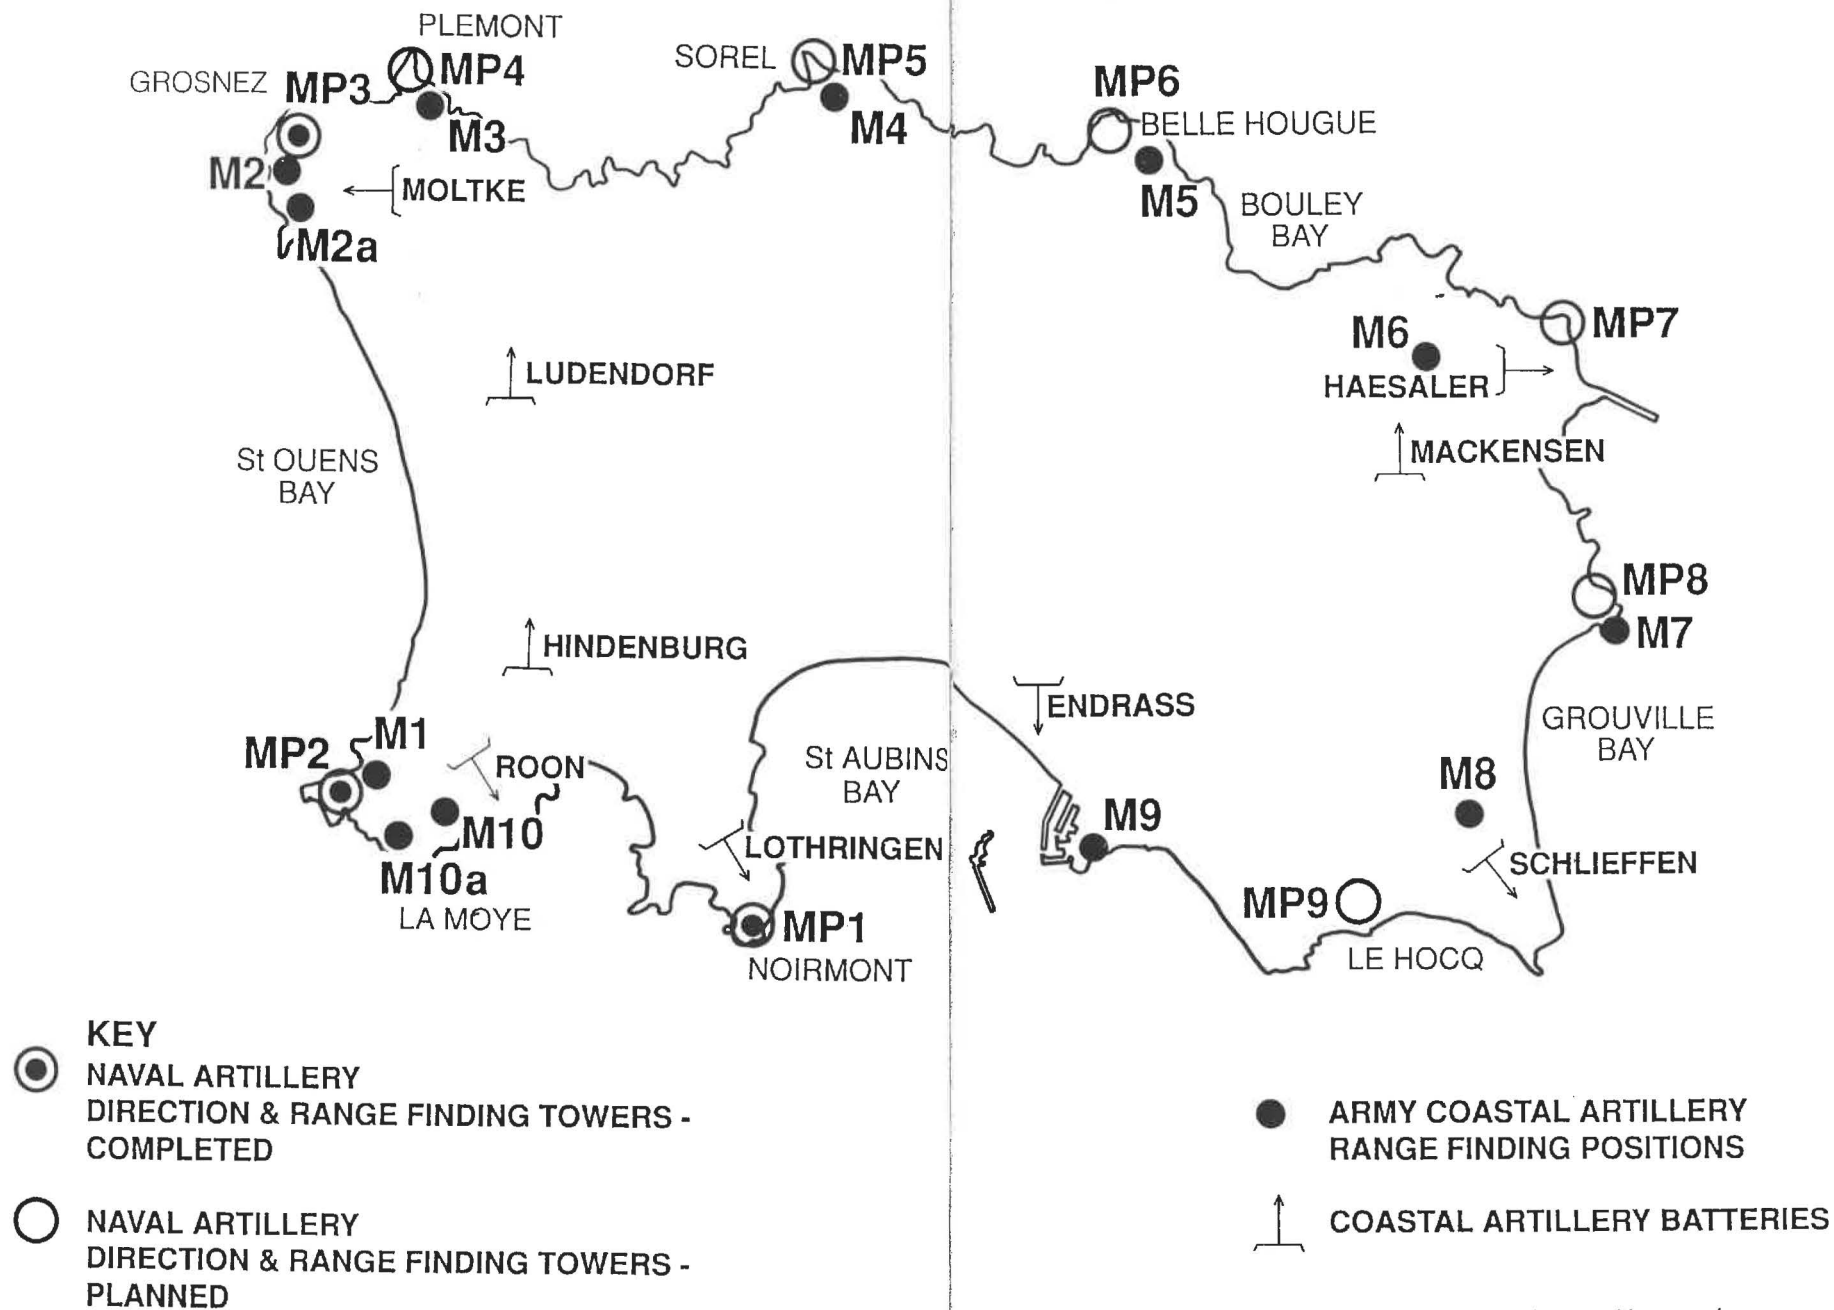 PLEMONT
GROSNEZ
MP3
MP4
SOREL
MP5
MP6
BELLE HOUGUE
M3
M4
M2
MOLTKE
M5
BOULEY
BAY
M2a
MP7
M6
HAESALER
LUDENDORF
MACKENSEN
St OUENS
BAY
MP8
M7
HINDENBURG
ENDRASS
GROUVILLE
BAY
M1
MP2
ROON
St AUBINS
BAY
M8
M9
M10
LOTHRINGEN
SCHLIEFFEN
M10a
LA MOYE
MP9
MP1
NOIRMONT
LE HOCQ
KEY
NAVAL ARTILLERY
DIRECTION & RANGE FINDING TOWERS -
COMPLETED
NAVAL ARTILLERY
DIRECTION & RANGE FINDING TOWERS -
PLANNED
ARMY COASTAL ARTILLERY
RANGE FINDING POSITIONS
COASTAL ARTILLERY BATTERIES